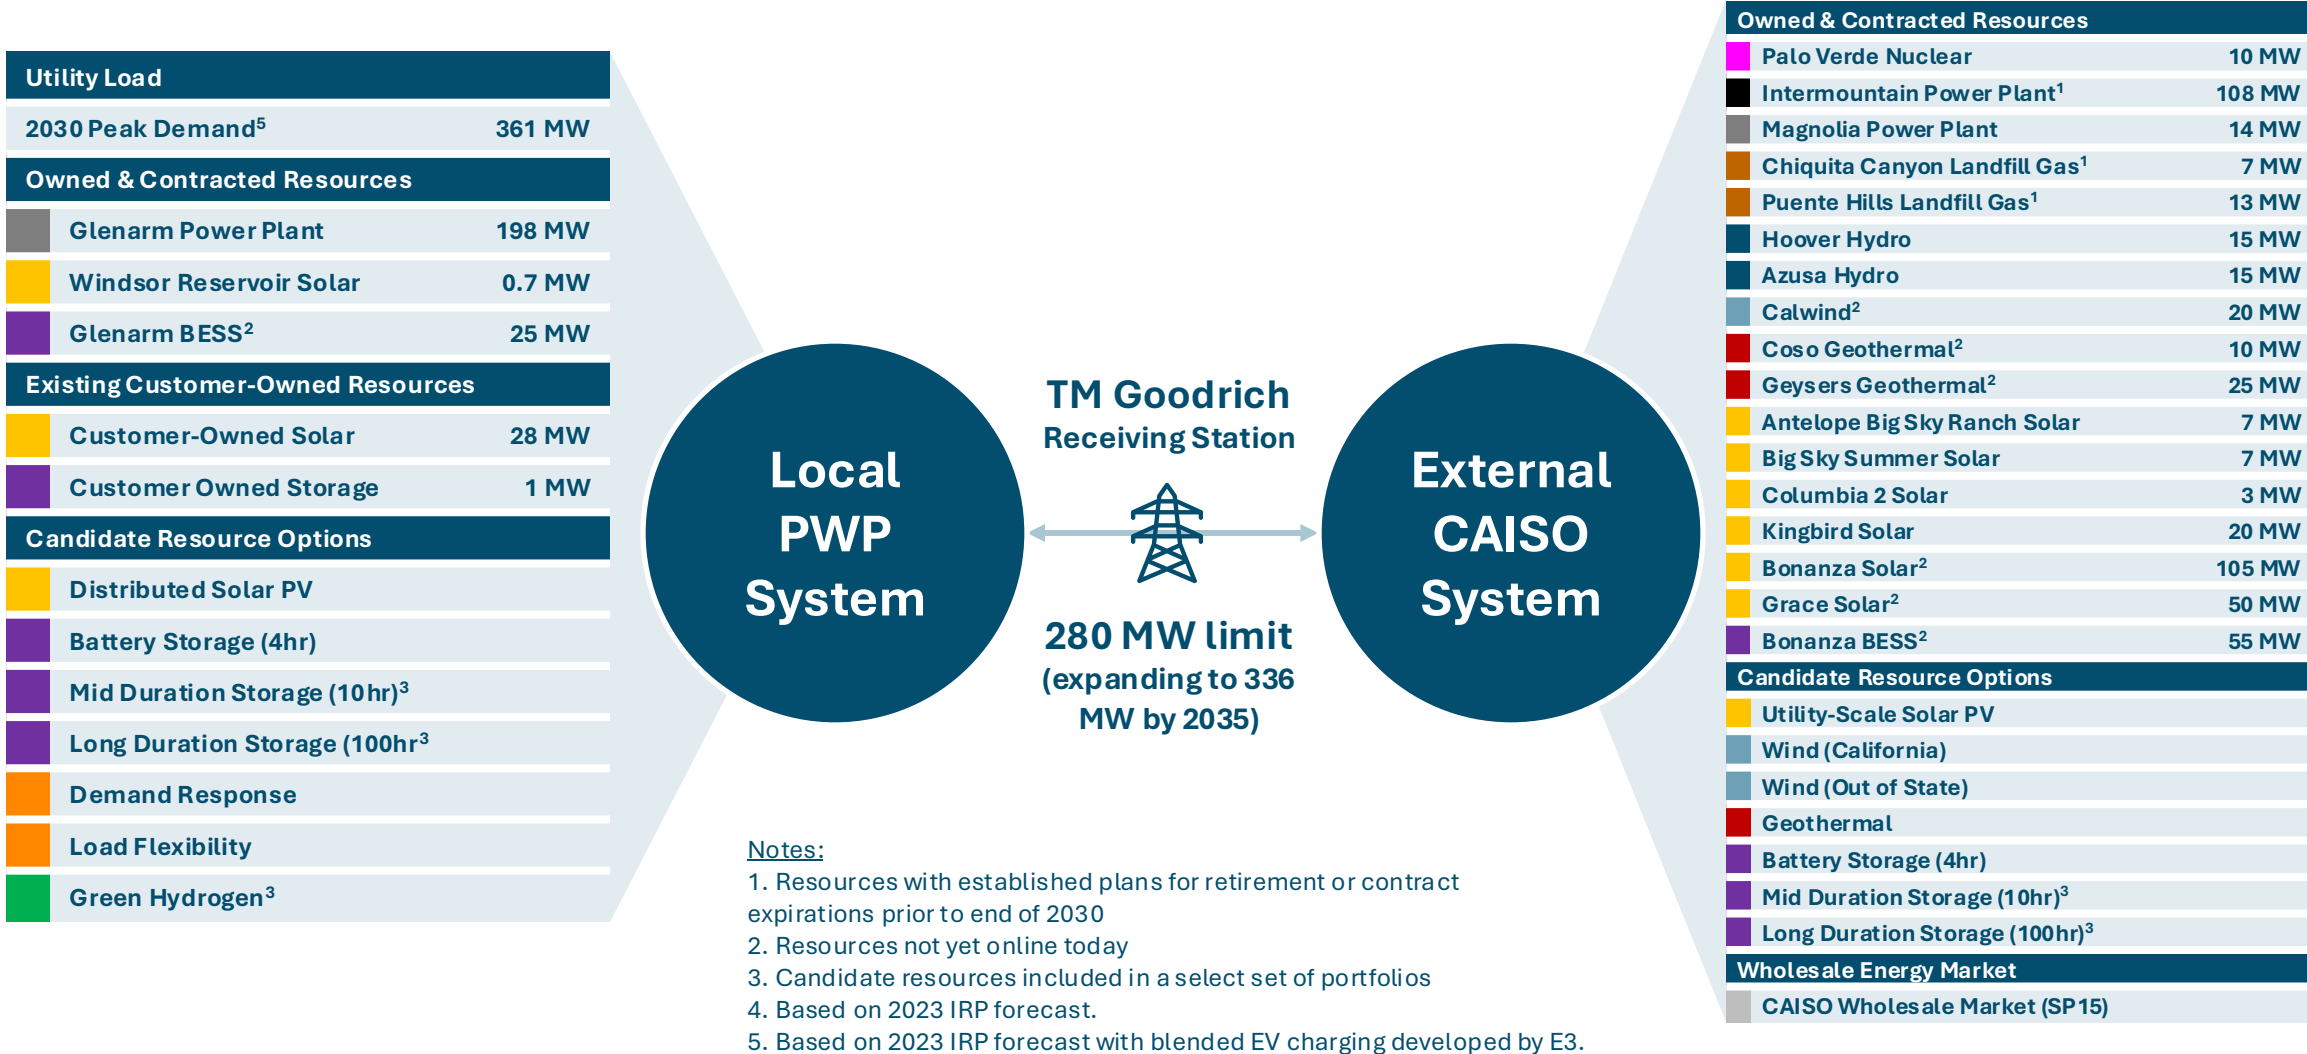 Utility Load
2030 Peak Demand⁵ 361 MW
Owned & Contracted Resources
Glenarm Power Plant 198 MW
Windsor Reservoir Solar 0.7 MW
Glenarm BESS² 25 MW
Existing Customer-Owned Resources
Customer-Owned Solar 28 MW
Customer Owned Storage 1 MW
Candidate Resource Options
Distributed Solar PV
Battery Storage (4hr)
Mid Duration Storage (10hr)³
Long Duration Storage (100hr³
Demand Response
Load Flexibility
Green Hydrogen³
Local
PWP
System
TM Goodrich
Receiving Station
280 MW limit
(expanding to 336
MW by 2035)
External
CAISO
System
Owned & Contracted Resources
Palo Verde Nuclear 10 MW
Intermountain Power Plant¹ 108 MW
Magnolia Power Plant 14 MW
Chiquita Canyon Landfill Gas¹ 7 MW
Puente Hills Landfill Gas¹ 13 MW
Hoover Hydro 15 MW
Azusa Hydro 15 MW
Calwind² 20 MW
Coso Geothermal² 10 MW
Geysers Geothermal² 25 MW
Antelope Big Sky Ranch Solar 7 MW
Big Sky Summer Solar 7 MW
Columbia 2 Solar 3 MW
Kingbird Solar 20 MW
Bonanza Solar² 105 MW
Grace Solar² 50 MW
Bonanza BESS² 55 MW
Candidate Resource Options
Utility-Scale Solar PV
Wind (California)
Wind (Out of State)
Geothermal
Battery Storage (4hr)
Mid Duration Storage (10hr)³
Long Duration Storage (100hr)³
Wholesale Energy Market
CAISO Wholesale Market (SP15)
Notes:
1. Resources with established plans for retirement or contract
expirations prior to end of 2030
2. Resources not yet online today
3. Candidate resources included in a select set of portfolios
4. Based on 2023 IRP forecast.
5. Based on 2023 IRP forecast with blended EV charging developed by E3.